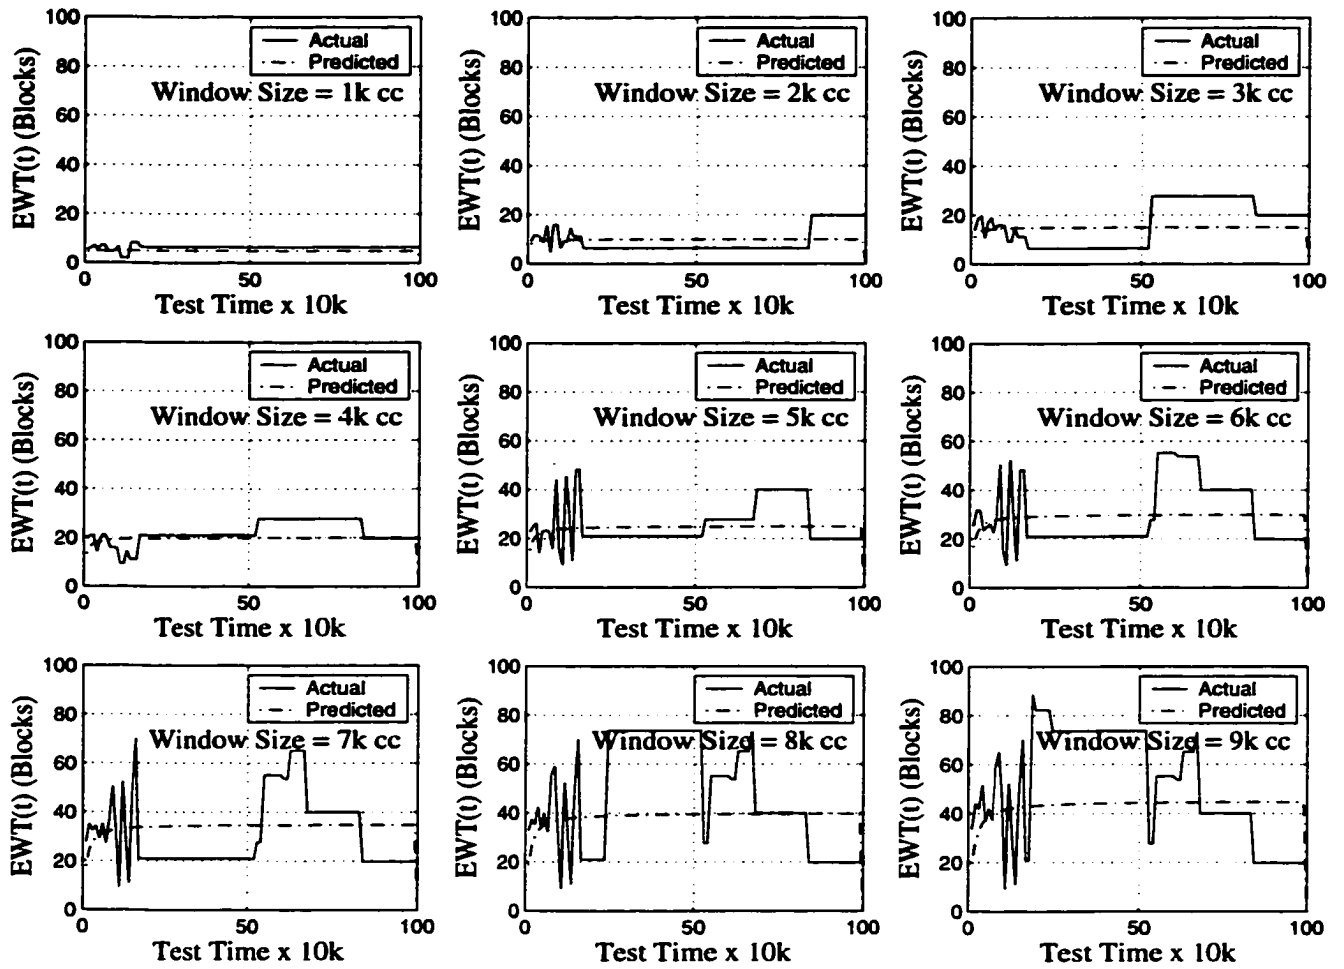 100
Actual
Predicted
Window Size = 1k cc
80
60
40
20
0
EWT(t) (Blocks)
0
50
100
Test Time x 10k
100
Actual
Predicted
Window Size = 2k cc
80
60
40
20
0
EWT(t) (Blocks)
0
50
100
Test Time x 10k
100
Actual
Predicted
Window Size = 3k cc
80
60
40
20
0
EWT(t) (Blocks)
0
50
100
Test Time x 10k
100
Actual
Predicted
Window Size = 4k cc
80
60
40
20
0
EWT(t) (Blocks)
0
50
100
Test Time x 10k
100
Actual
Predicted
Window Size = 5k cc
80
60
40
20
0
EWT(t) (Blocks)
0
50
100
Test Time x 10k
100
Actual
Predicted
Window Size = 6k cc
80
60
40
20
0
EWT(t) (Blocks)
0
50
100
Test Time x 10k
100
Actual
Predicted
Window Size = 7k cc
80
60
40
20
0
EWT(t) (Blocks)
0
50
100
Test Time x 10k
100
Actual
Predicted
Window Size = 8k cc
80
60
40
20
0
EWT(t) (Blocks)
0
50
100
Test Time x 10k
100
Actual
Predicted
Window Size = 9k cc
80
60
40
20
0
EWT(t) (Blocks)
0
50
100
Test Time x 10k